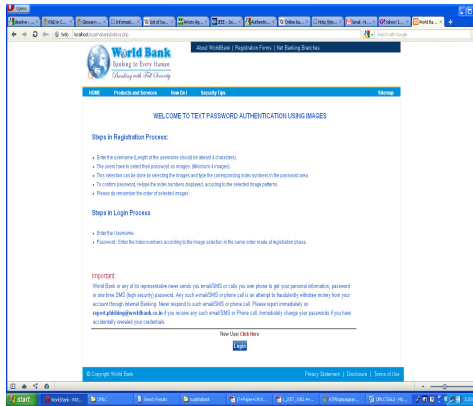 Opera
Web localhost
Search with Google
About WorldBank | Registration Forms | Net Banking Branches
World Bank
Banking to Every Human
Banking with Full Security
HOME Products and Services How Do I Security Tips Sitemap
WELCOME TO TEXT PASSWORD AUTHENTICATION USING IMAGES
Steps in Registration Process:
Enter the username (Length of the username should be atleast 4 characters).
The users have to select their password as images. (Minimum 4 images).
This selection can be done by selecting the Images and type the corresponding Index numbers in the password area.
To confirm password, re-type the index numbers displayed, according to the selected image patterns.
Please do remember the order of selected images.
Steps in Login Process
Enter the Username.
Password: Enter the Index numbers according to the image selection in the same order made at registration phase.
Important:
World Bank or any of its representative never sends you email/SMS or calls you over phone to get your personal information, password
or one time SMS (high security) password. Any such e-mail/SMS or phone call is an attempt to fraudulently withdraw money from your
account through Internet Banking. Never respond to such email/SMS or phone call. Please report immediately on
report.phishing@worldbank.co.in if you receive any such email/SMS or Phone call. Immediately change your passwords if you have
accidentally revealed your credentials.
New User Click Here
Login
© Copyright World Bank Privacy Statement | Disclosure | Terms of Use
start Search Results